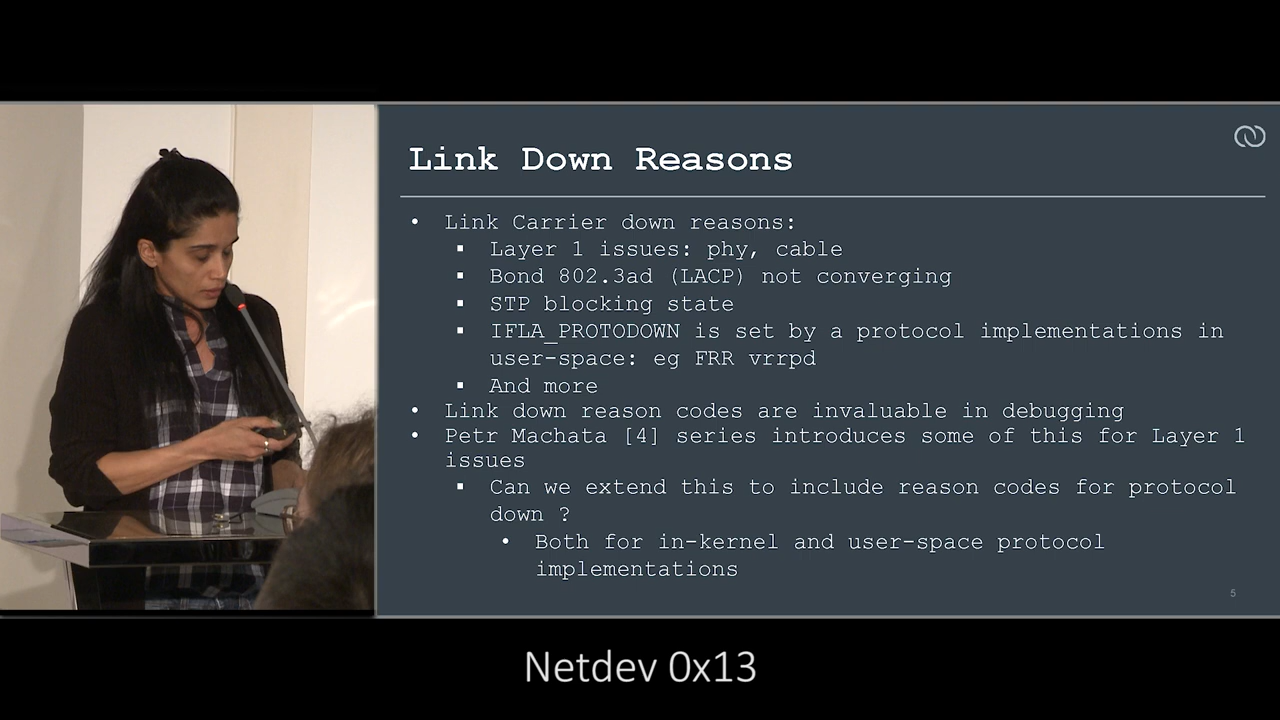 Link Down Reasons
• Link Carrier down reasons:
▪ Layer 1 issues: phy, cable
▪ Bond 802.3ad (LACP) not converging
▪ STP blocking state
▪ IFLA_PROTODOWN is set by a protocol implementations in
user-space: eg FRR vrrpd
▪ And more
• Link down reason codes are invaluable in debugging
• Petr Machata [4] series introduces some of this for Layer 1
issues
▪ Can we extend this to include reason codes for protocol
down ?
• Both for in-kernel and user-space protocol
implementations
5
Netdev 0x13